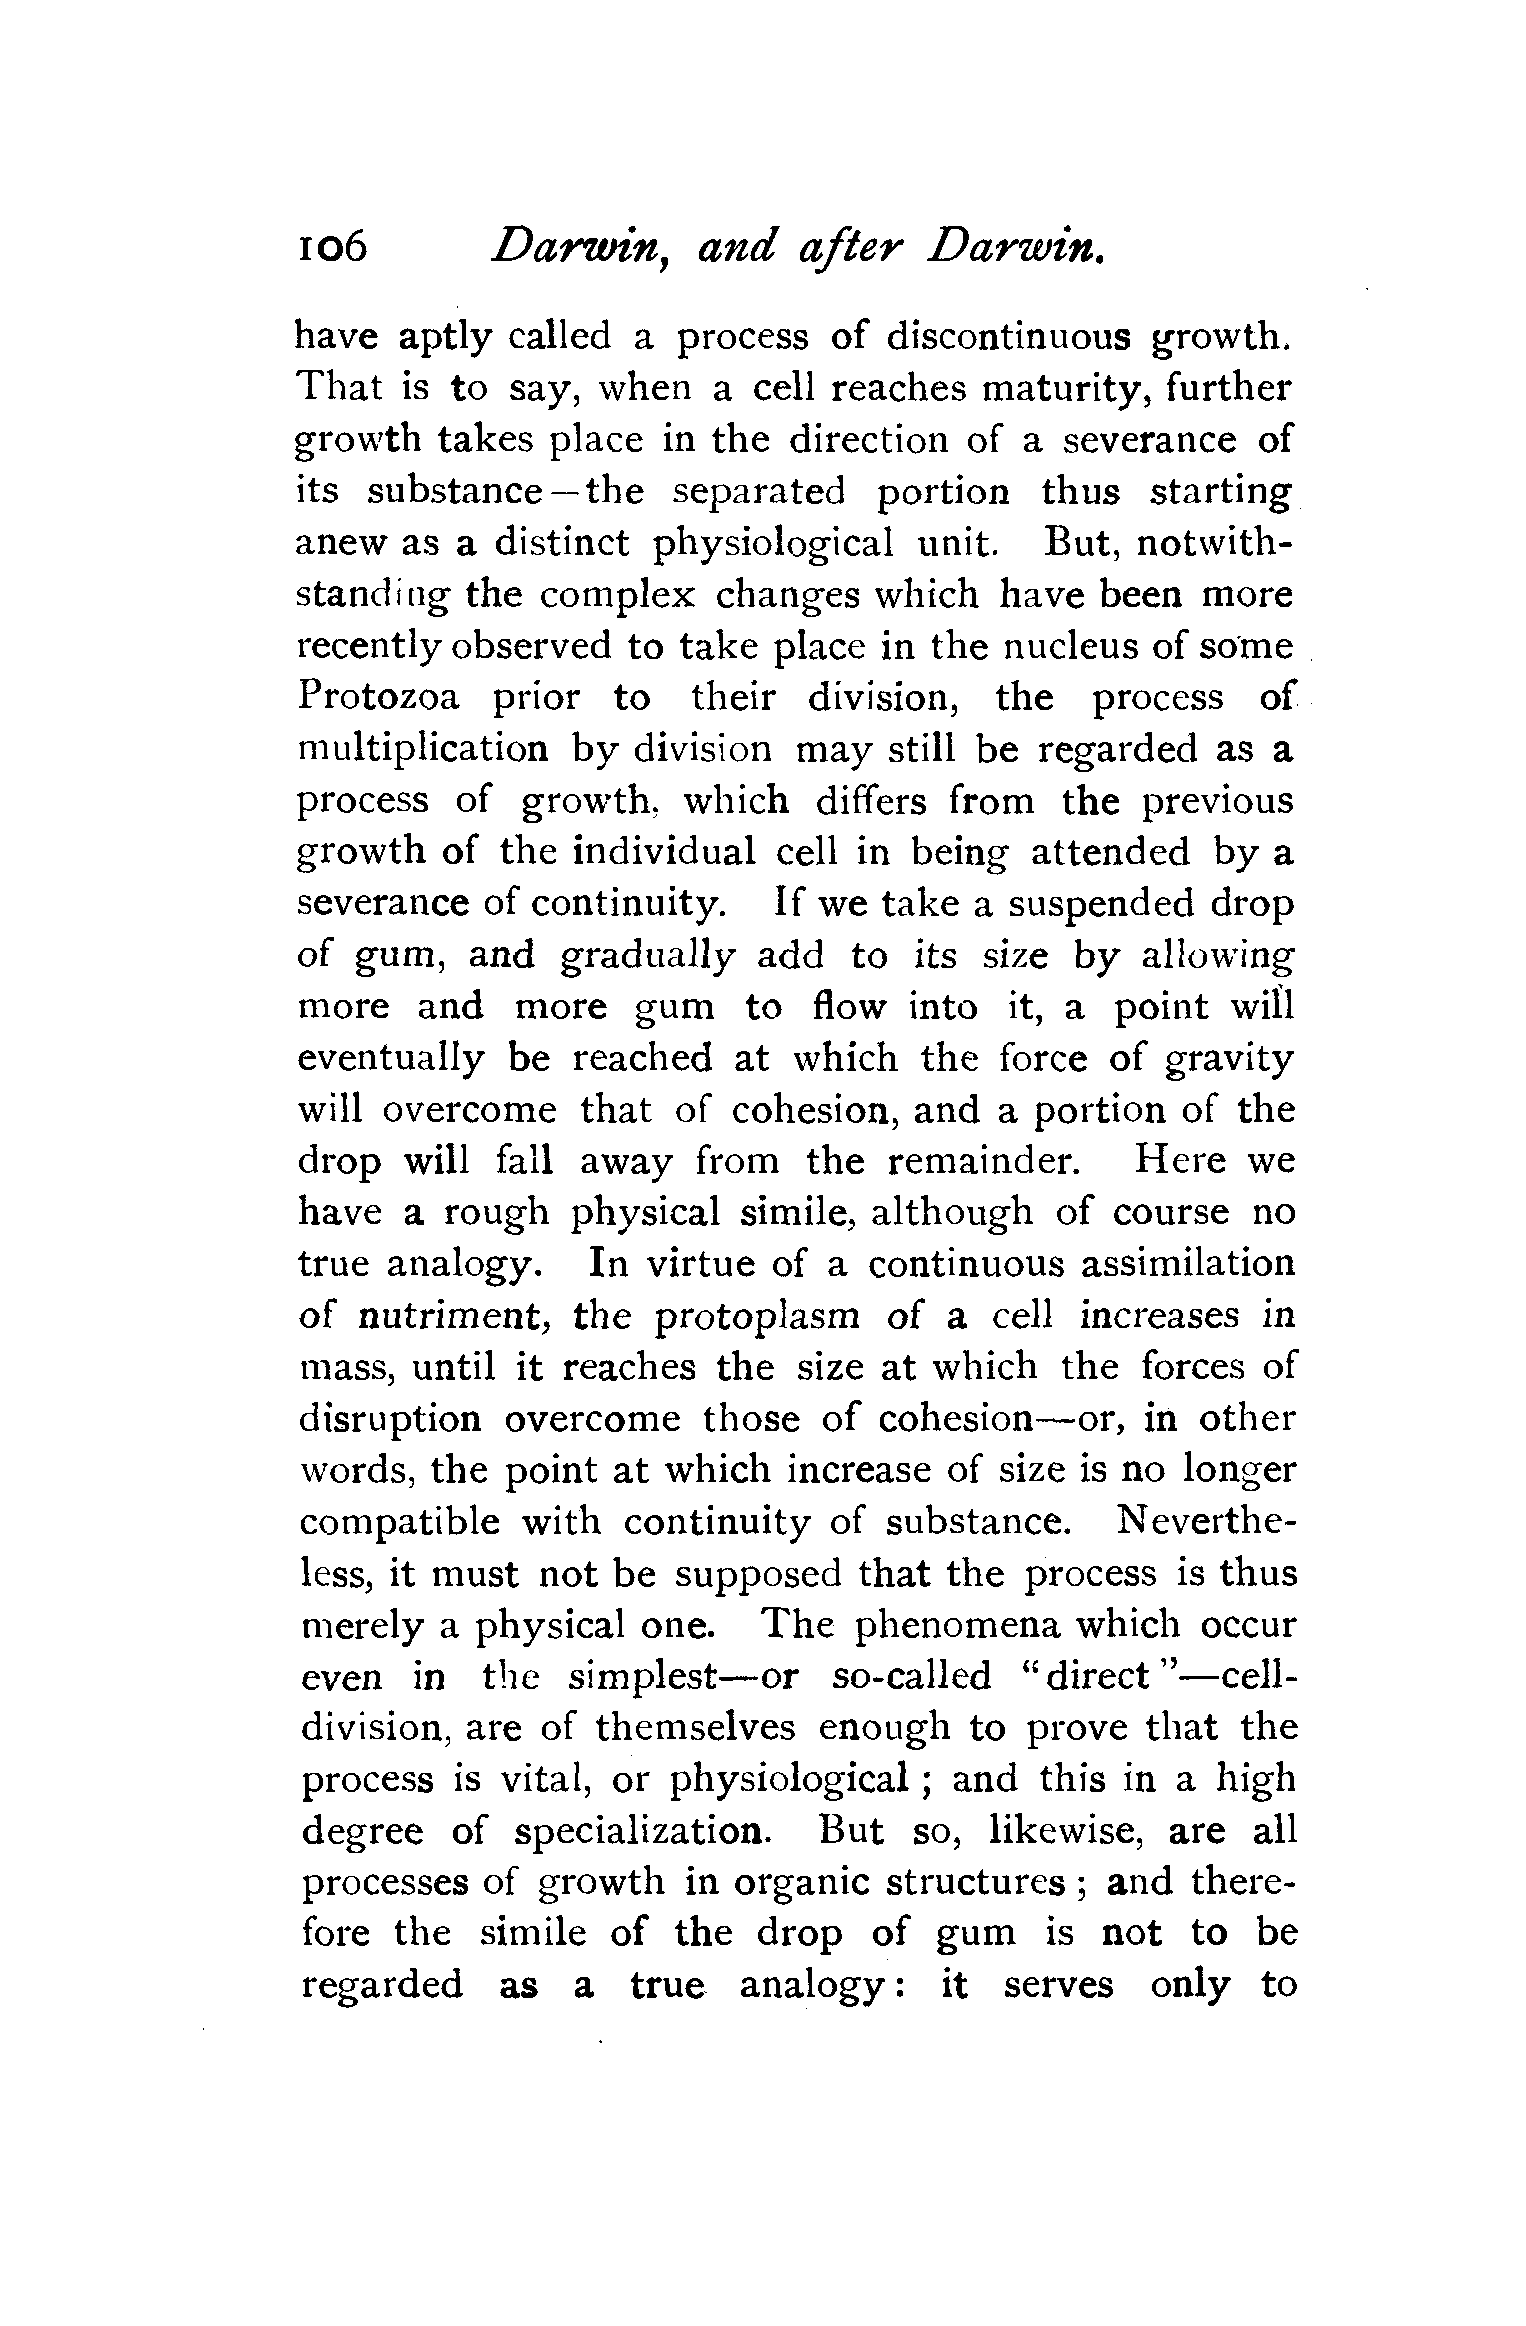 106 Darwin, and after Darwin.
have aptly called a process of discontinuous growth.
That is to say, when a cell reaches maturity, further
growth takes place in the direction of a severance of
its substance—the separated portion thus starting
anew as a distinct physiological unit. But, notwith-
standing the complex changes which have been more
recently observed to take place in the nucleus of some
Protozoa prior to their division, the process of
multiplication by division may still be regarded as a
process of growth, which differs from the previous
growth of the individual cell in being attended by a
severance of continuity. If we take a suspended drop
of gum, and gradually add to its size by allowing
more and more gum to flow into it, a point will
eventually be reached at which the force of gravity
will overcome that of cohesion, and a portion of the
drop will fall away from the remainder. Here we
have a rough physical simile, although of course no
true analogy. In virtue of a continuous assimilation
of nutriment, the protoplasm of a cell increases in
mass, until it reaches the size at which the forces of
disruption overcome those of cohesion—or, in other
words, the point at which increase of size is no longer
compatible with continuity of substance. Neverthe-
less, it must not be supposed that the process is thus
merely a physical one. The phenomena which occur
even in the simplest—or so-called "direct"—cell-
division, are of themselves enough to prove that the
process is vital, or physiological; and this in a high
degree of specialization. But so, likewise, are all
processes of growth in organic structures; and there-
fore the simile of the drop of gum is not to be
regarded as a true analogy: it serves only to